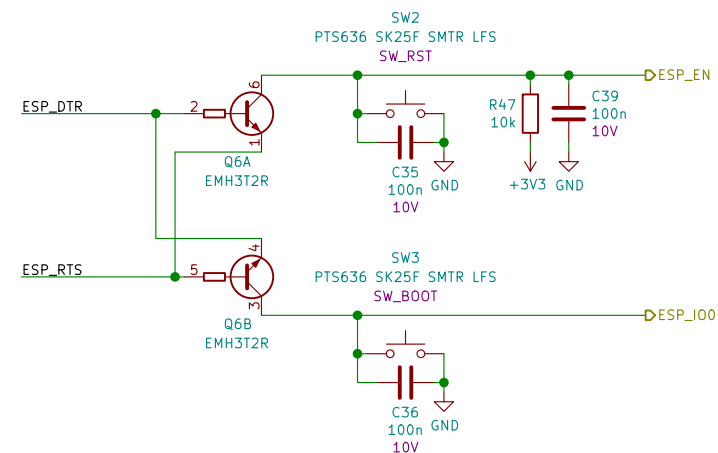 SW2
PTS636 SK25F SMTR LFS
SW_RST
ESP_EN
6
ESP_DTR
2
1
Q6A
EMH3T2R
C35
100n
10V
GND
R47
10k
+3V3
C39
100n
10V
GND
4
ESP_RTS
5
3
Q6B
EMH3T2R
SW3
PTS636 SK25F SMTR LFS
SW_BOOT
ESP_IO0
C36
100n
10V
GND